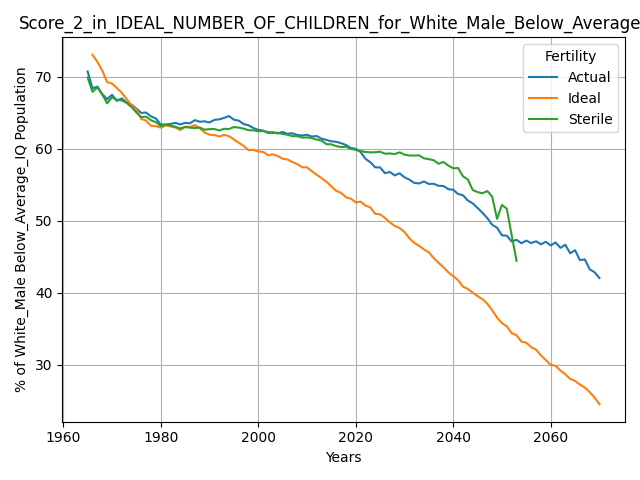 Score_2_in_IDEAL_NUMBER_OF_CHILDREN_for_White_Male_Below_Average
% of White_Male Below_Average_IQ Population
70
60
50
40
30
Fertility
Actual
Ideal
Sterile
1960
1980
2000
2020
2040
2060
Years